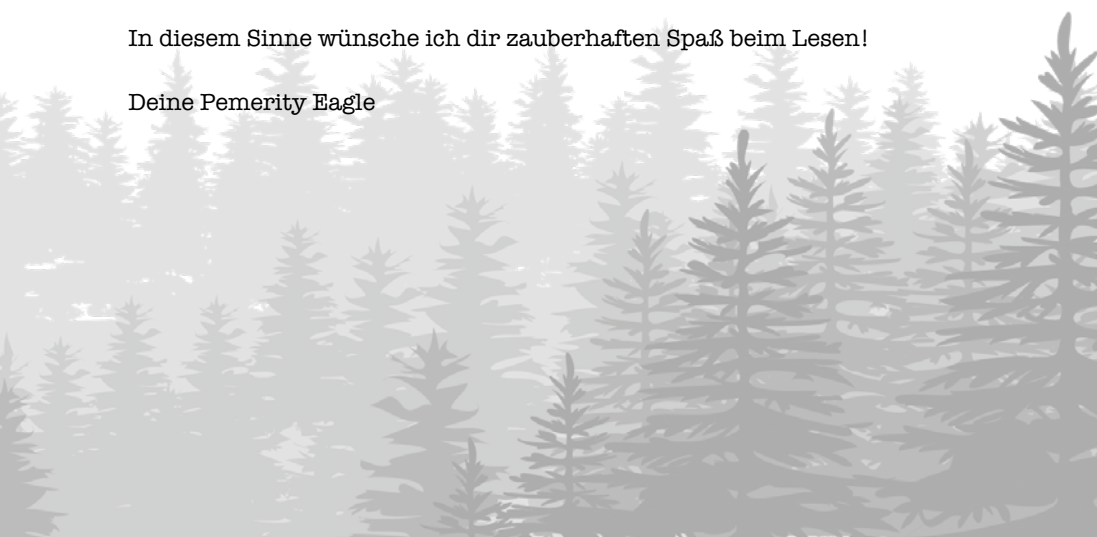 In diesem Sinne wünsche ich dir zauberhaften Spaß beim Lesen!
Deine Pemerity Eagle